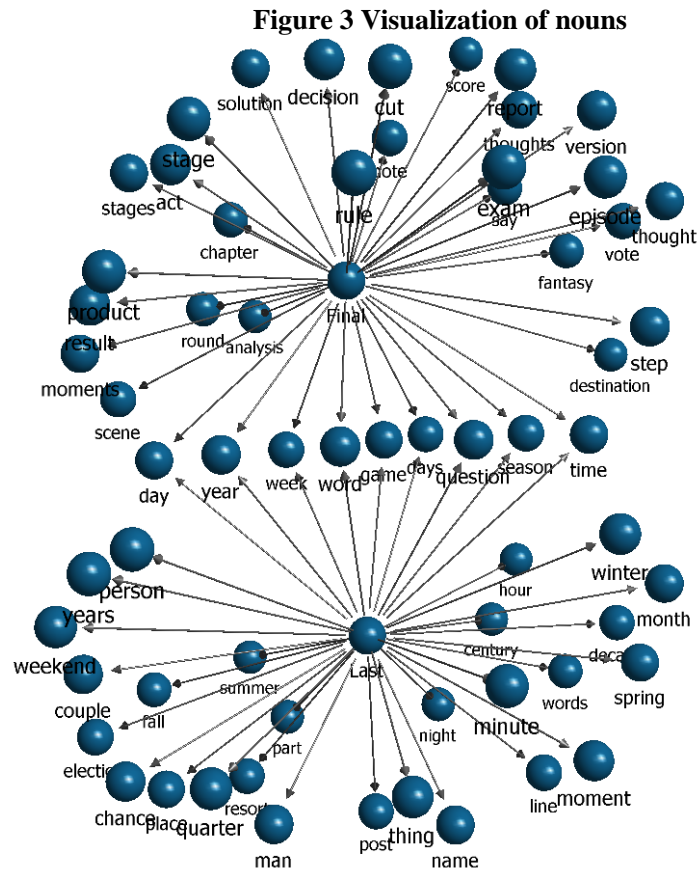 Figure 3 Visualization of nouns
solution
decision
cut
score
report
thoughts
version
stage
rule
exam
say
episode
thought
stages
act
chapter
vote
fantasy
product
Final
result
round
analysis
step
moments
destination
scene
day
year
week
word
game
days
question
season
time
person
hour
winter
years
month
weekend
Last
century
summer
words
spring
couple
fall
part
night
minute
chance
place
quarter
resort
line
moment
man
post
thing
name